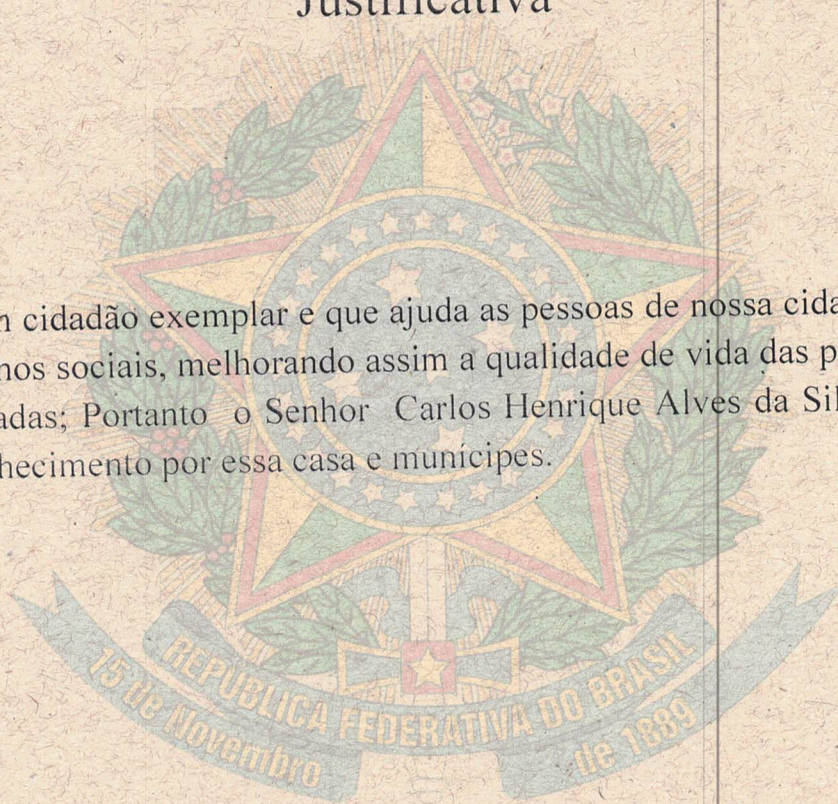 Justificativa
cidadão exemplar e que ajuda as pessoas de nossa cida
nos sociais, melhorando assim a qualidade de vida das p
adas; Portanto o Senhor Carlos Henrique Alves da Sil
hecimento por essa casa e munícipes.
REPUBLICA FEDERATIVA DO BRASIL
15 de Novembro de 1889